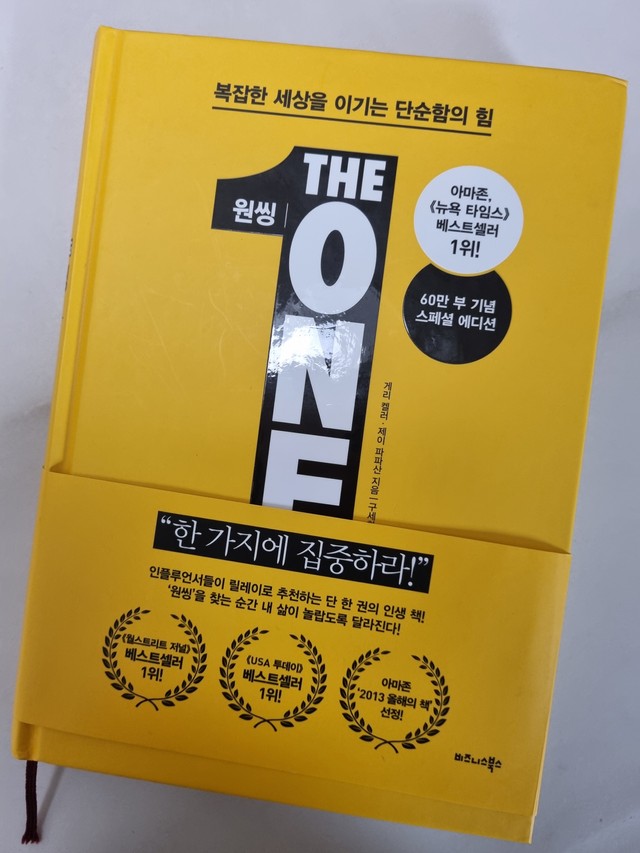 복잡한 세상을 이기는 단순함의 힘
THE
원씽
ONE
아마존,
《뉴욕 타임스》
베스트셀러
1위!
60만 부 기념
스페셜 에디션
게리 켈러·제이 파파산 지음 | 구세
“한 가지에 집중하라!”
인플루언서들이 릴레이로 추천하는 단 한 권의 인생 책!
‘원씽’을 찾는 순간 내 삶이 놀랍도록 달라진다!
《월스트리트 저널》
베스트셀러
1위!
《USA 투데이》
베스트셀러
1위!
아마존
‘2013 올해의 책’
선정!
비즈니스북스